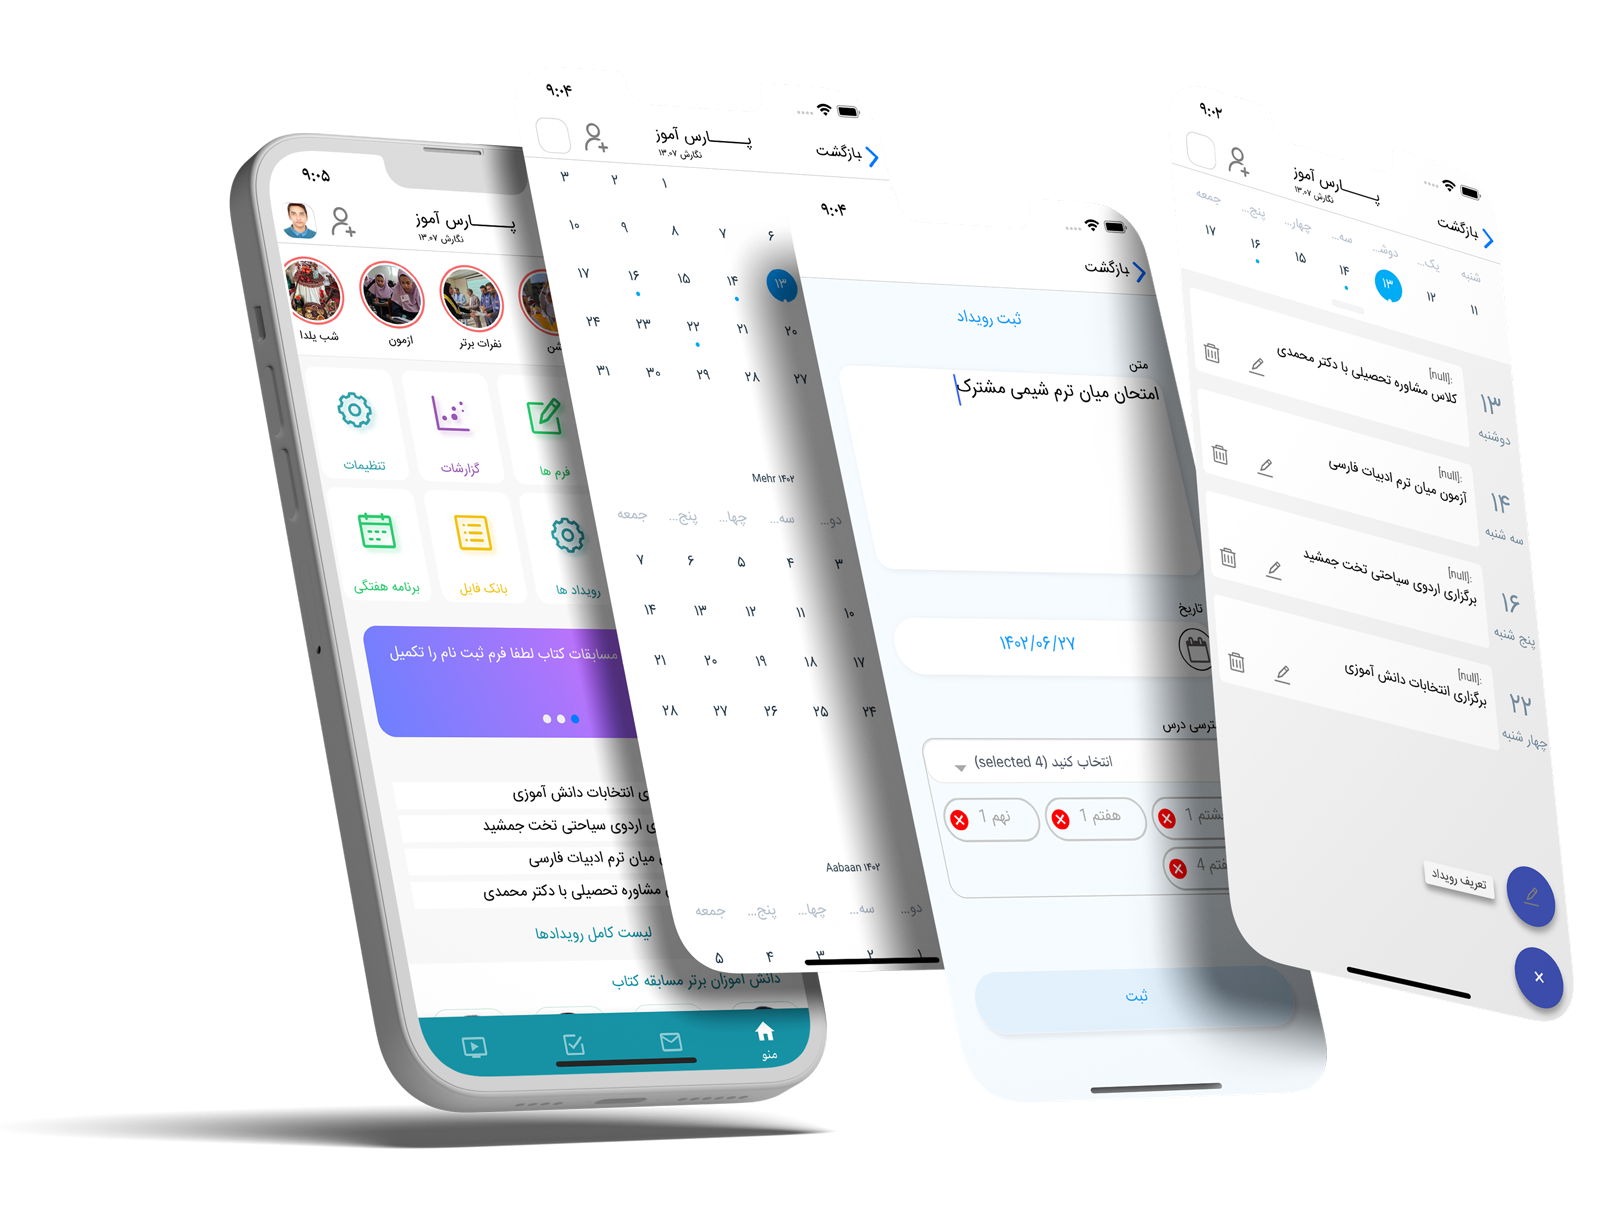 ۹:۰۵
پــــارس آموز
نگارش ۱۳.۰۷
شب یلدا
ازمون
نفرات برتر
تنظیمات
گزارشات
فرم ها
برنامه هفتگی
بانک فایل
رویداد ها
مسابقات کتاب لطفا فرم ثبت نام را تکمیل
انتخابات دانش آموزی
اردوی سیاحتی تخت جمشید
میان ترم ادبیات فارسی
مشاوره تحصیلی با دکتر محمدی
لیست کامل رویدادها
دانش آموزان برتر مسابقه کتاب
منو
۹:۰۴
پــــارس آموز
نگارش ۱۳.۰۷
بازگشت
۱ ۲ ۳
۶ ۷ ۸ ۹ ۱۰
۱۳ ۱۴ ۱۵ ۱۶ ۱۷
۲۰ ۲۱ ۲۲ ۲۳ ۲۴
۲۷ ۲۸ ۲۹ ۳۰ ۳۱
Mehr ۱۴۰۲
دو... سه... چها... پنج... جمعه
۳ ۴ ۵ ۶ ۷
۱۰ ۱۱ ۱۲ ۱۳ ۱۴
۱۷ ۱۸ ۱۹ ۲۰ ۲۱
۲۴ ۲۵ ۲۶ ۲۷ ۲۸
Aabaan ۱۴۰۲
دو... سه... چها... پنج... جمعه
۱ ۲ ۳ ۴ ۵
۹:۰۴
بازگشت
ثبت رویداد
متن
امتحان میان ترم شیمی مشترک
تاریخ
۱۴۰۲/۰۶/۲۷
درس
انتخاب کنید (4 selected)
هفتم 1
نهم 1
4
ثبت
۹:۰۲
پــــارس آموز
نگارش ۱۳.۰۷
بازگشت
شنبه یک... دوش... سه... چهار... پنج... جمعه
۱۱ ۱۲ ۱۳ ۱۴ ۱۵ ۱۶ ۱۷
۱۳
دوشنبه
[null]:
کلاس مشاوره تحصیلی با دکتر محمدی
۱۴
سه شنبه
[null]:
آزمون میان ترم ادبیات فارسی
۱۶
پنج شنبه
[null]:
برگزاری اردوی سیاحتی تخت جمشید
۲۲
چهار شنبه
[null]:
برگزاری انتخابات دانش آموزی
تعریف رویداد